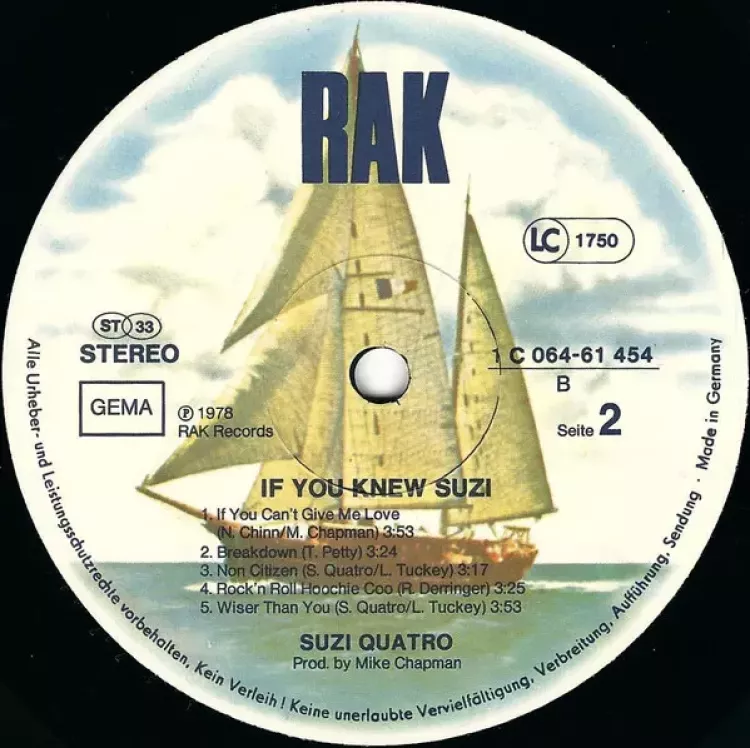 RAK
LC 1750
ST 33
STEREO
1 C 064-61 454
B
GEMA
℗ 1978
RAK Records
Seite 2
IF YOU KNEW SUZI
1. If You Can't Give Me Love
(N. Chinn/M. Chapman) 3:53
2. Breakdown (T. Petty) 3:24
3. Non Citizen (S. Quatro/L. Tuckey) 3:17
4. Rock'n Roll Hoochie Coo (R. Derringer) 3:25
5. Wiser Than You (S. Quatro/L. Tuckey) 3:53
SUZI QUATRO
Prod. by Mike Chapman
Alle Urheber- und Leistungsschutzrechte vorbehalten, Kein Verleih! Keine unerlaubte Vervielfältigung, Verbreitung, Aufführung, Sendung · Made in Germany